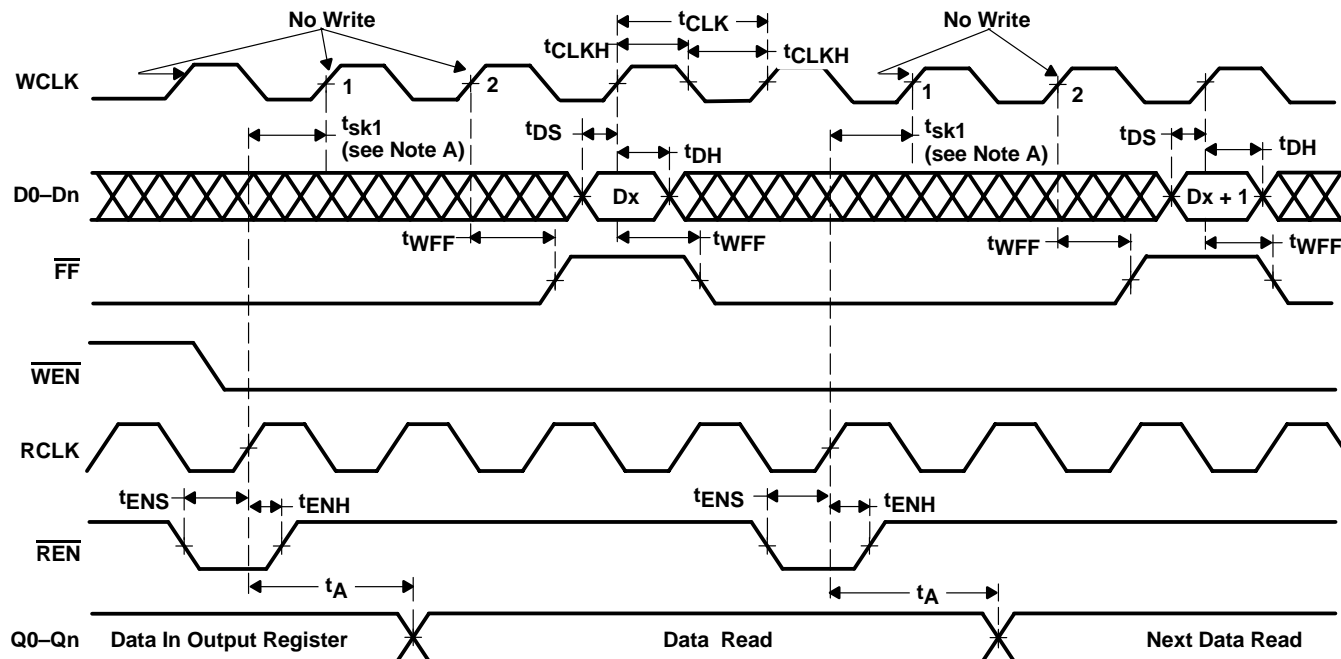 No Write
tCLK
No Write
tCLKH
tCLKH
WCLK
1
2
1
2
tsk1
(see Note A)
tDS
tDH
tsk1
(see Note A)
tDS
tDH
D0–Dn
Dx
Dx + 1
tWFF
tWFF
tWFF
tWFF
FF
WEN
RCLK
tENS
tENH
tENS
tENH
REN
tA
tA
Q0–Qn
Data In Output Register
Data Read
Next Data Read